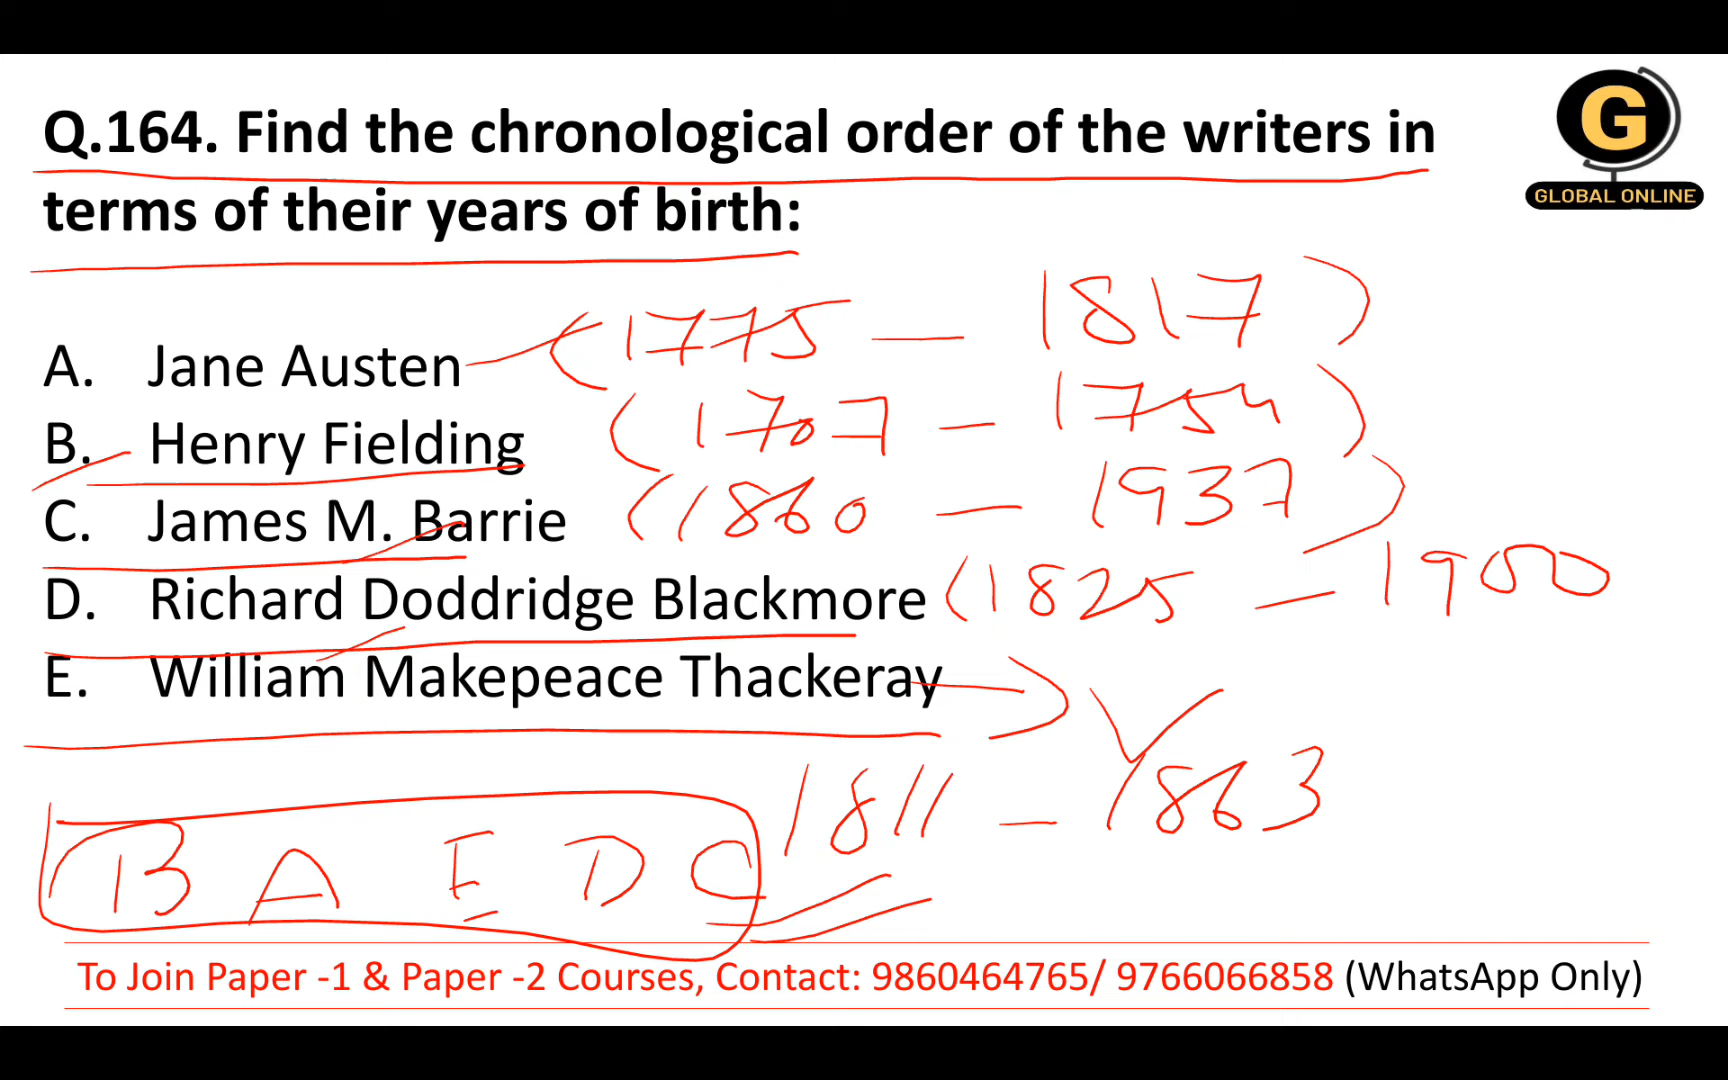 Q.164. Find the chronological order of the writers in
terms of their years of birth:
G
GLOBAL ONLINE
A. Jane Austen (1775 — 1817)
B. Henry Fielding (1707 — 1754)
C. James M. Barrie (1860 — 1937)
D. Richard Doddridge Blackmore (1825 — 1900
E. William Makepeace Thackeray
1811 — 1863
B A E D C
To Join Paper -1 & Paper -2 Courses, Contact: 9860464765/ 9766066858 (WhatsApp Only)